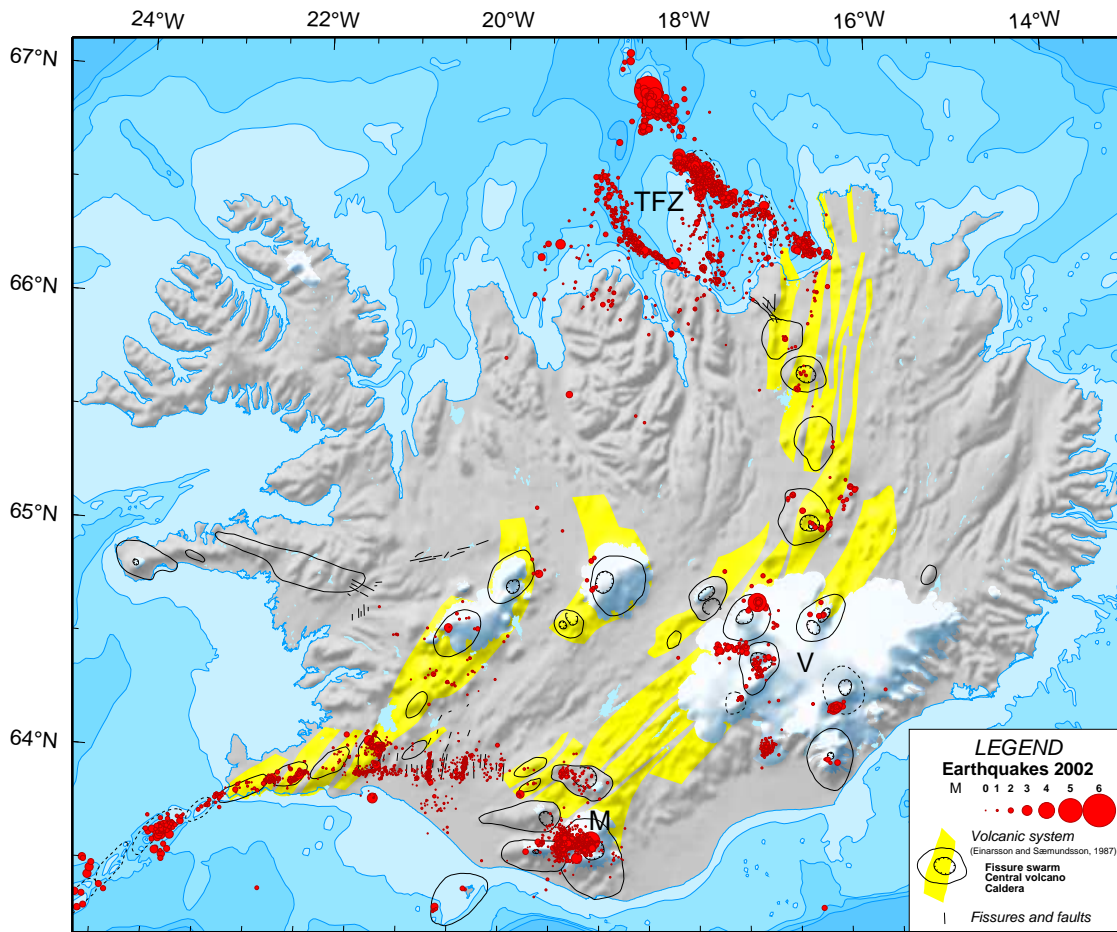 24°W 22°W 20°W 18°W 16°W 14°W
67°N
TFZ
66°N
65°N
V
64°N
M
LEGEND
Earthquakes 2002
M 0 1 2 3 4 5 6
Volcanic system
(Einarsson and Sæmundsson, 1987)
Fissure swarm
Central volcano
Caldera
Fissures and faults